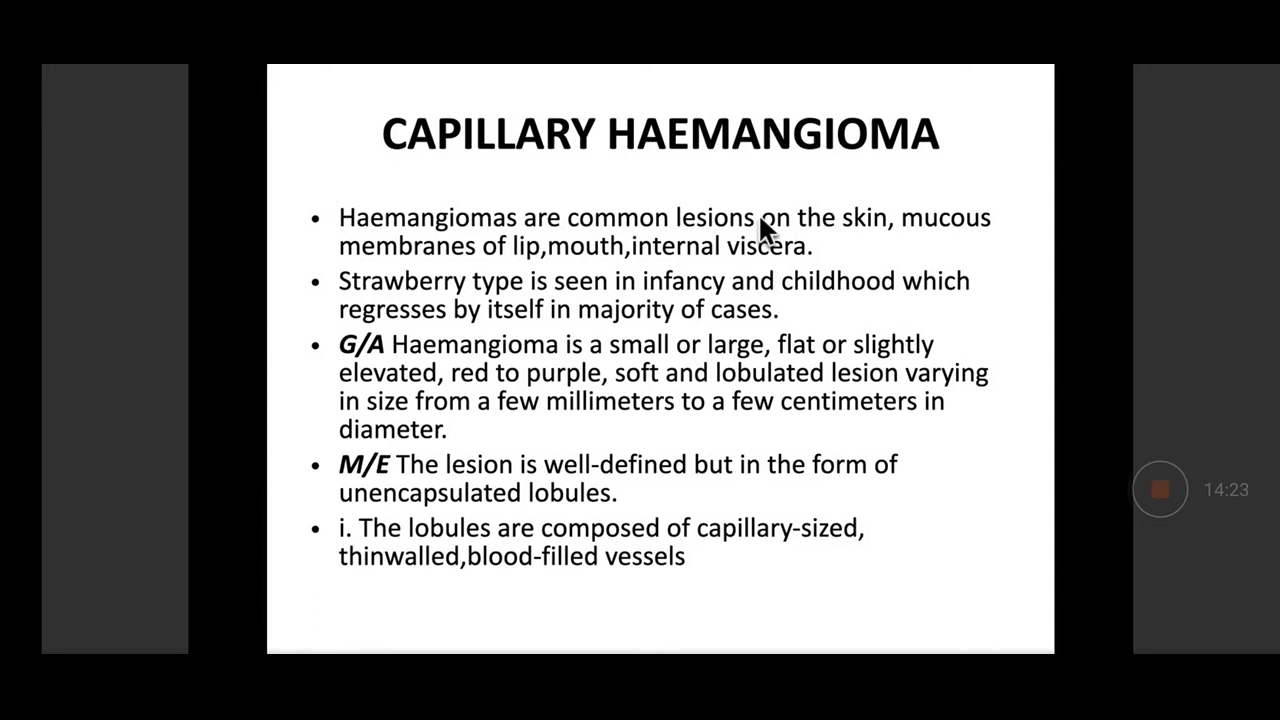 CAPILLARY HAEMANGIOMA
• Haemangiomas are common lesions on the skin, mucous
membranes of lip,mouth,internal viscera.
• Strawberry type is seen in infancy and childhood which
regresses by itself in majority of cases.
• G/A Haemangioma is a small or large, flat or slightly
elevated, red to purple, soft and lobulated lesion varying
in size from a few millimeters to a few centimeters in
diameter.
• M/E The lesion is well-defined but in the form of
unencapsulated lobules.
• i. The lobules are composed of capillary-sized,
thinwalled,blood-filled vessels
14:23